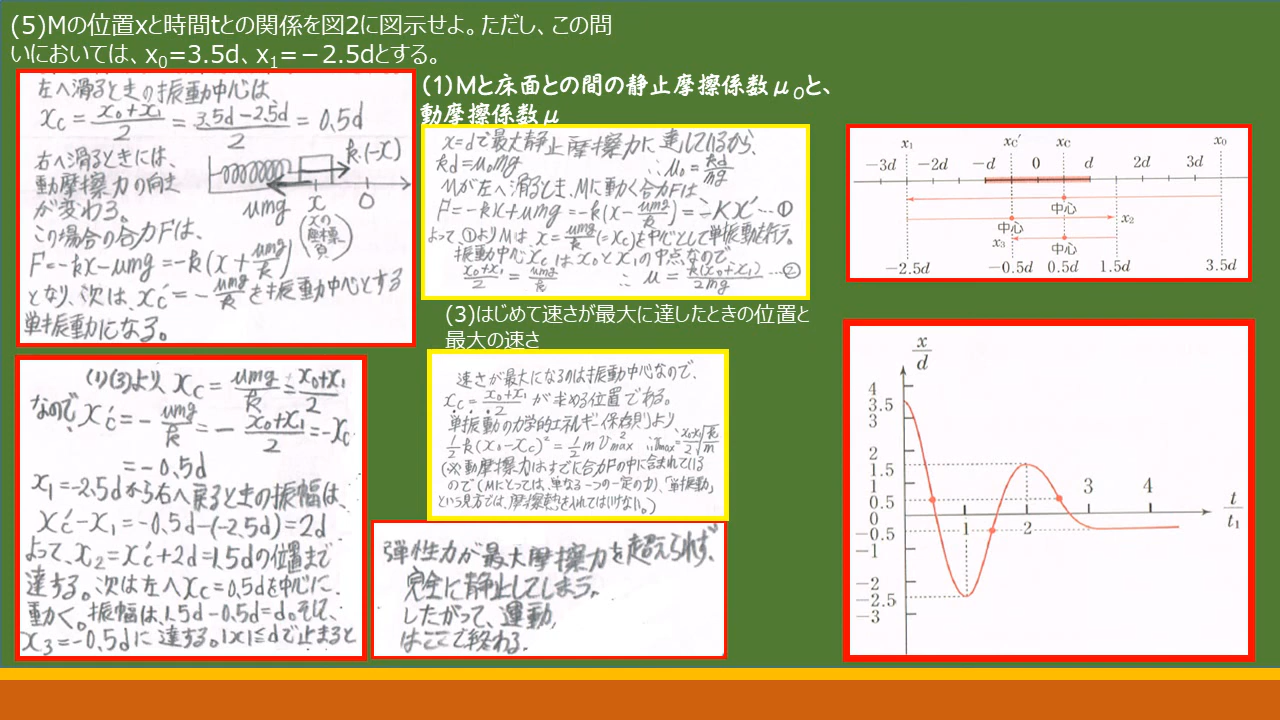 (5)Mの位置xと時間tとの関係を図2に図示せよ。ただし、この問
いにおいては、x₀=3.5d、x₁=－2.5dとする。
左へ滑るときの振動中心は、
xc = (x₀+x₁)/2 = (3.5d-2.5d)/2 = 0.5d
右へ滑るときには、
動摩擦力の向き
が変わる。
この場合の合力Fは、
k(-x)
μmg
x
0
(xの座標負)
F=-kx-μmg=-k(x+μmg/k)
となり、次は、xc'=-μmg/kを振動中心とする
単振動になる。
(1)(3)より、xc=μmg/k=(x₀+x₁)/2
なので、xc'=-μmg/k=-(x₀+x₁)/2=-xc
=-0.5d
x₁=-2.5dから右へ戻るときの振幅は、
xc'-x₁=-0.5d-(-2.5d)=2d
よって、x₂=xc'+2d=1.5dの位置まで
達する。次は左へxc=0.5dを中心に
動く。振幅は、1.5d-0.5d=d。そして、
x₃=-0.5dに達する。|x|≦dで止まると
(1)Mと床面との間の静止摩擦係数μ₀と、
動摩擦係数μ
x=dで最大静止摩擦力に達しているから、
kd=μ₀mg ∴μ₀=kd/mg
Mが左へ滑るとき、Mに働く合力Fは
F=-kx+μmg=-k(x-μmg/k)=-kx'…①
よって、①よりMは、x=μmg/k(=xc)を中心として単振動を行う。
振動中心xcはx₀とx₁の中点なので
(x₀+x₁)/2=μmg/k ∴μ=k(x₀+x₁)/2mg …②
(3)はじめて速さが最大に達したときの位置と
最大の速さ
速さが最大になるのは振動中心なので、
xc=(x₀+x₁)/2が求める位置である。
単振動の力学的エネルギー保存則より、
1/2k(x₀-xc)²=1/2mv²max ∴vmax=(x₀-x₁)/2√(k/m)
(※動摩擦力はすでに合力Fの中に含まれている
ので(Mにとっては、単なる一つの一定の力)、「単振動」
という見方では、摩擦熱を入れてはいけない。)
弾性力が最大摩擦力を超えられず、
完全に静止してしまう。
したがって、運動
はここで終わる.
x₁ xc' xc x₀
-3d -2d -d 0 d 2d 3d
中心
中心 x₂
x₃ 中心
-2.5d -0.5d 0.5d 1.5d 3.5d
x/d
4
3.5
3
2
1.5
1
0.5
0
-0.5
-1
-2
-2.5
-3
1 2 3 4
t/t₁